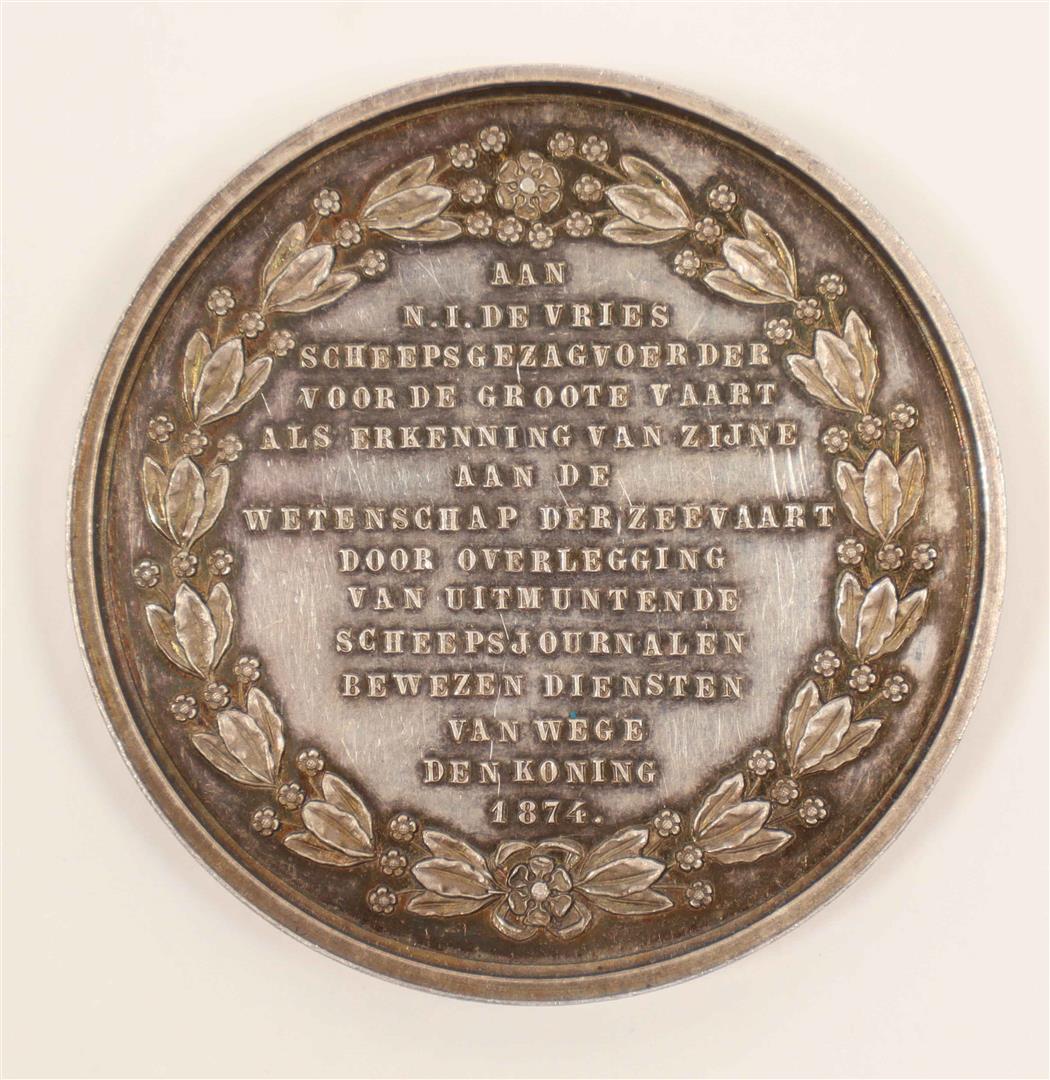 AAN
N.I. DE VRIES
SCHEEPSGEZAGVOERDER
VOOR DE GROOTE VAART
ALS ERKENNING VAN ZIJNE
AAN DE
WETENSCHAP DER ZEEVAART
DOOR OVERLEGGING
VAN UITMUNTENDE
SCHEEPSJOURNALEN
BEWEZEN DIENSTEN
VAN WEGE
DEN KONING
1874.